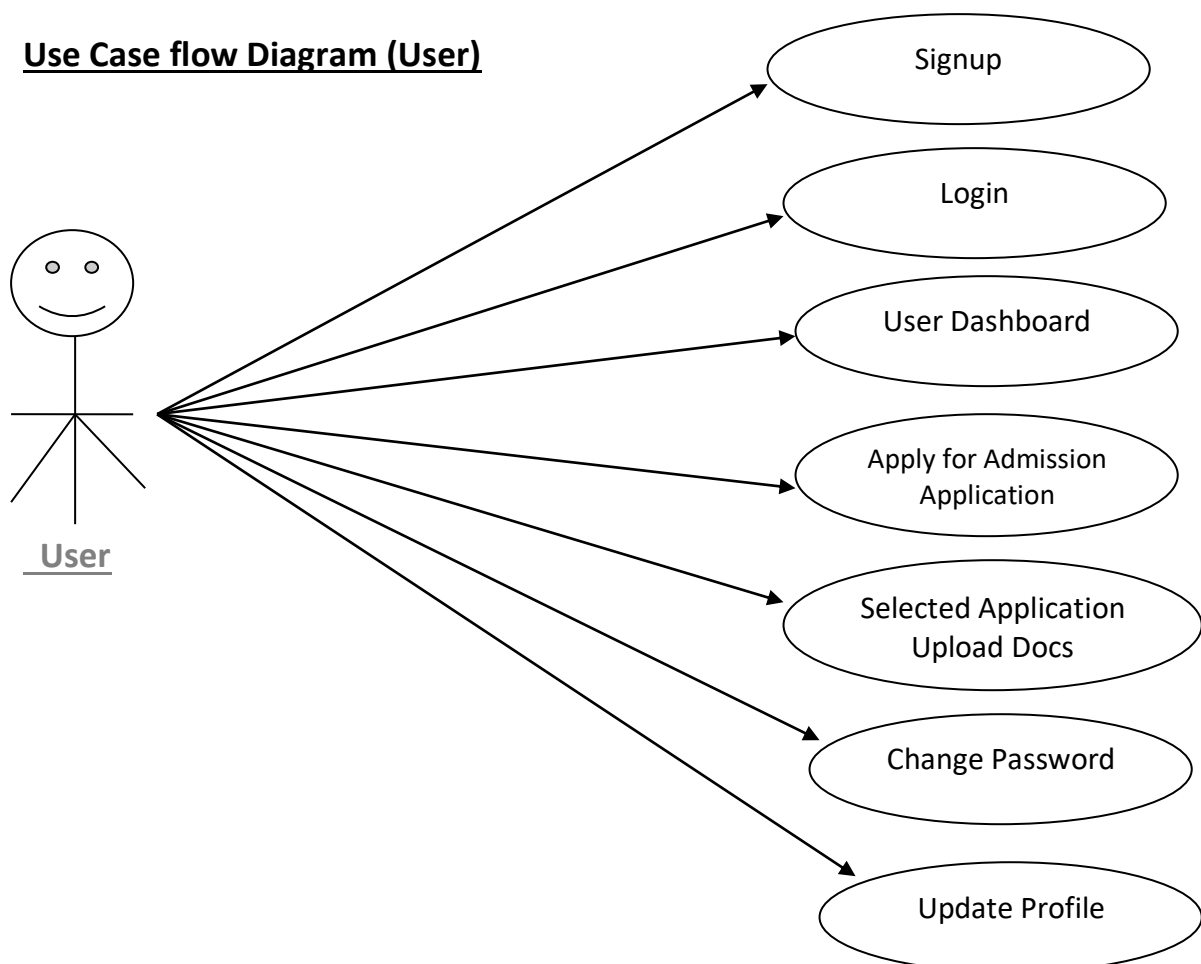 Use Case flow Diagram (User)
Signup
Login
User Dashboard
Apply for Admission
Application
Selected Application
Upload Docs
Change Password
Update Profile
User